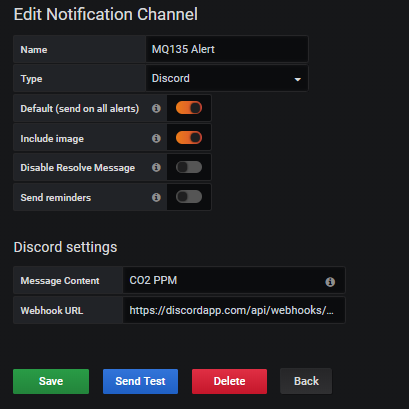 Edit Notification Channel
Name MQ135 Alert
Type Discord
Default (send on all alerts)
Include image
Disable Resolve Message
Send reminders
Discord settings
Message Content CO2 PPM
Webhook URL https://discordapp.com/api/webhooks/...
Save Send Test Delete Back